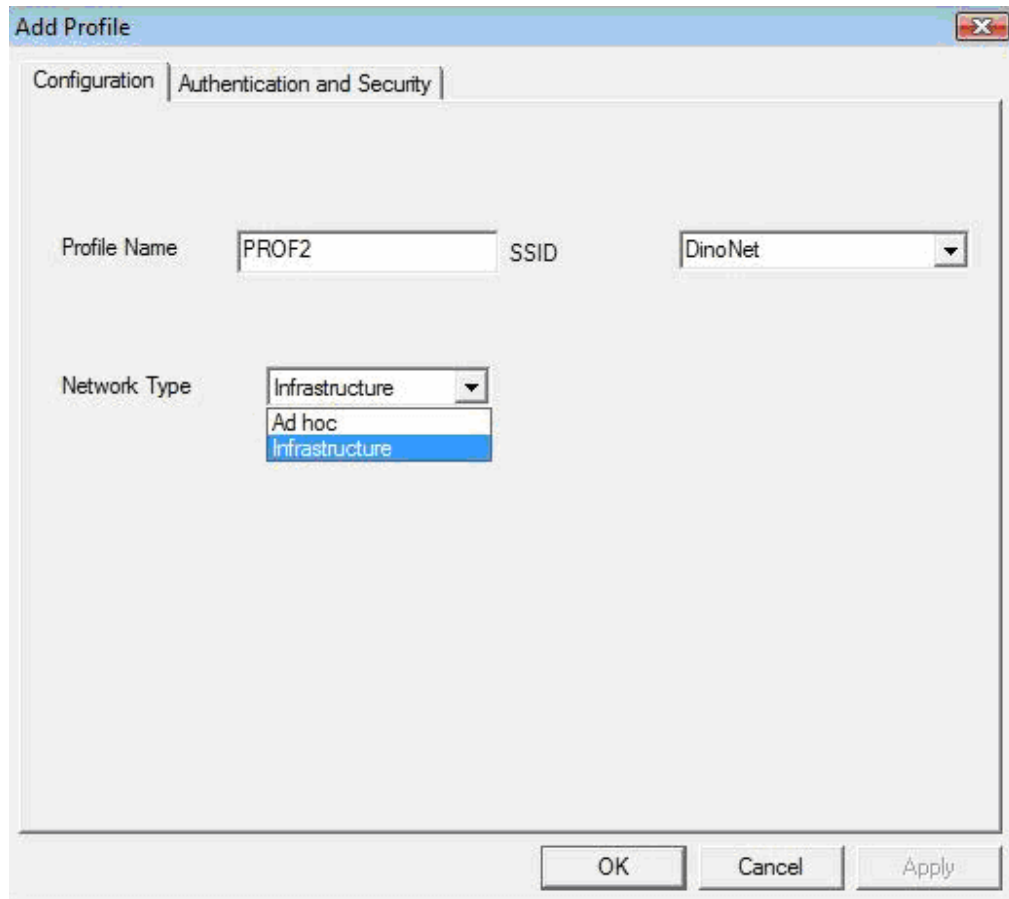 Add Profile
Configuration
Authentication and Security
Profile Name
PROF2
SSID
DinoNet
Network Type
Infrastructure
Ad hoc
Infrastructure
OK
Cancel
Apply